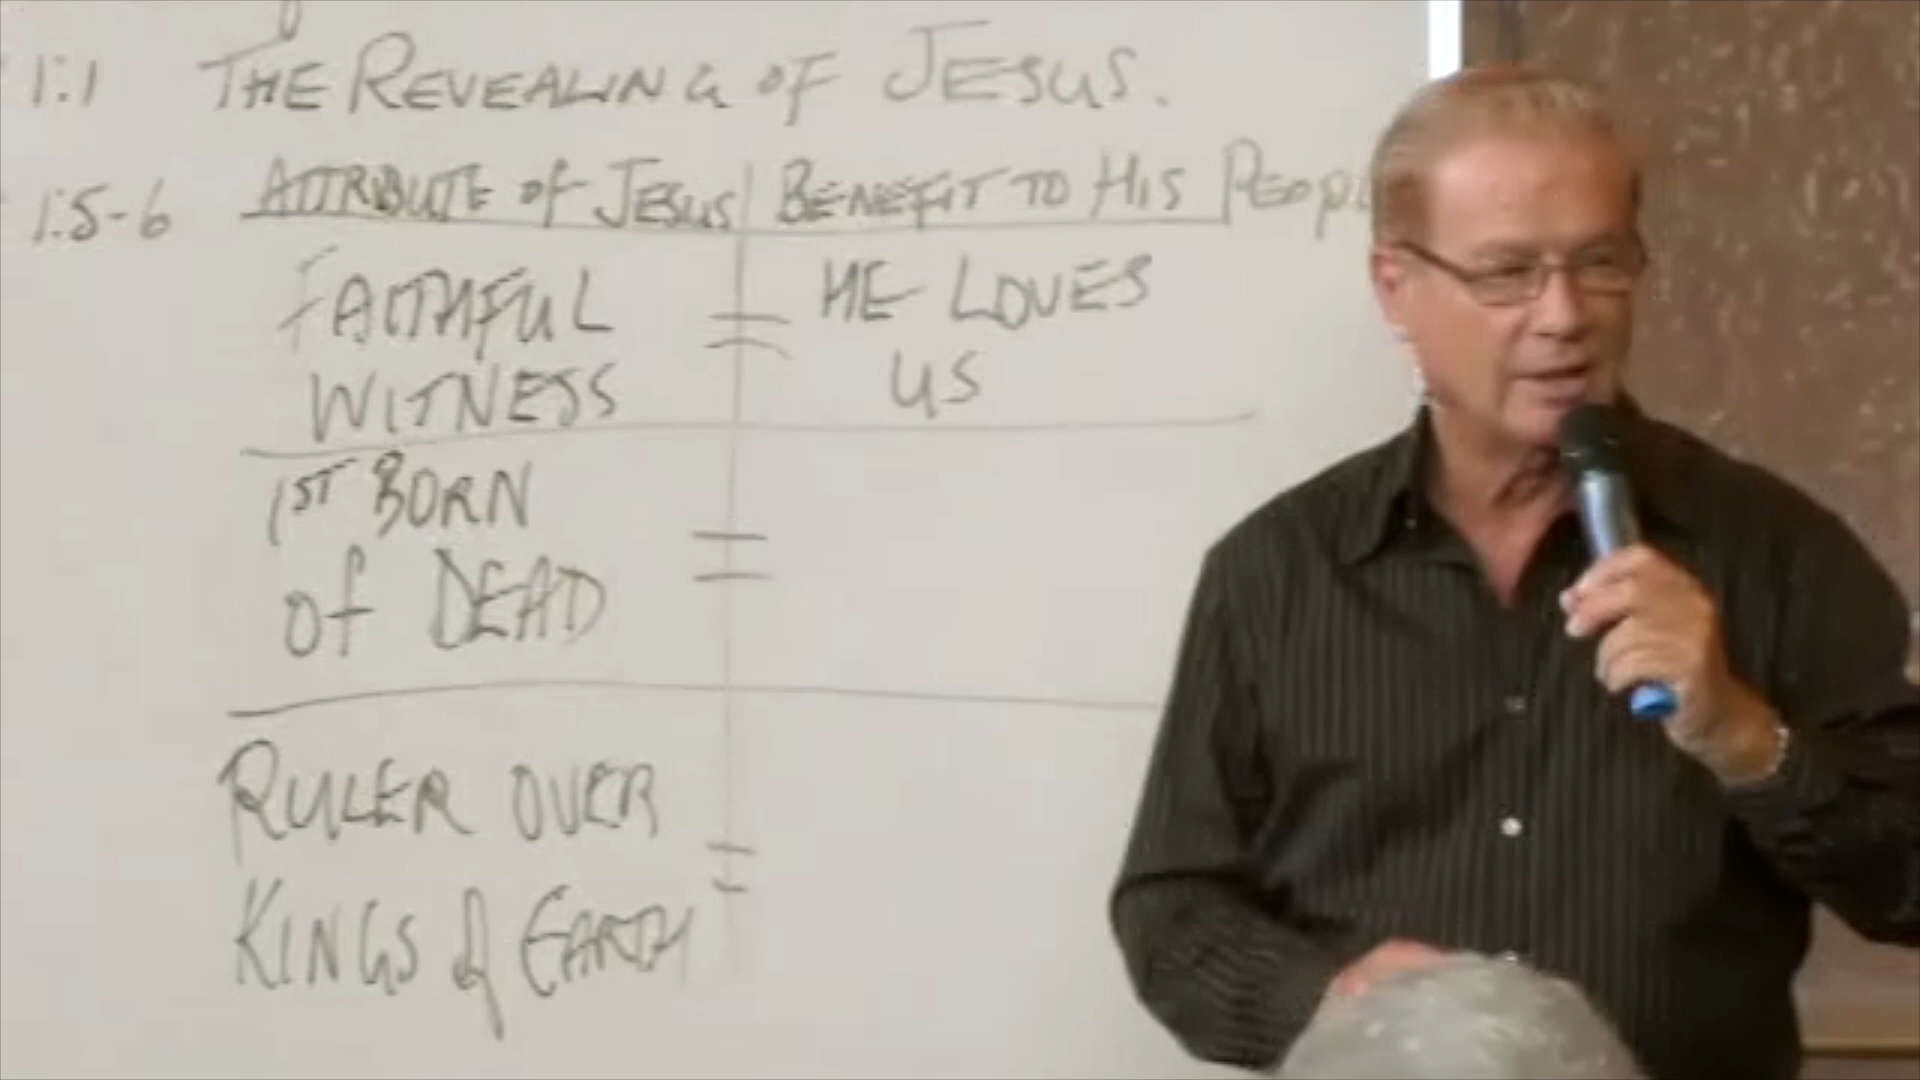 1:1 THE REVEALING OF JESUS.
1:5-6 ATTRIBUTE of JESUS BENEFIT TO HIS
FAITHFUL = HE LOVES
WITNESS US
1ST BORN
of DEAD =
RULER OVER
KINGS of EARTH =